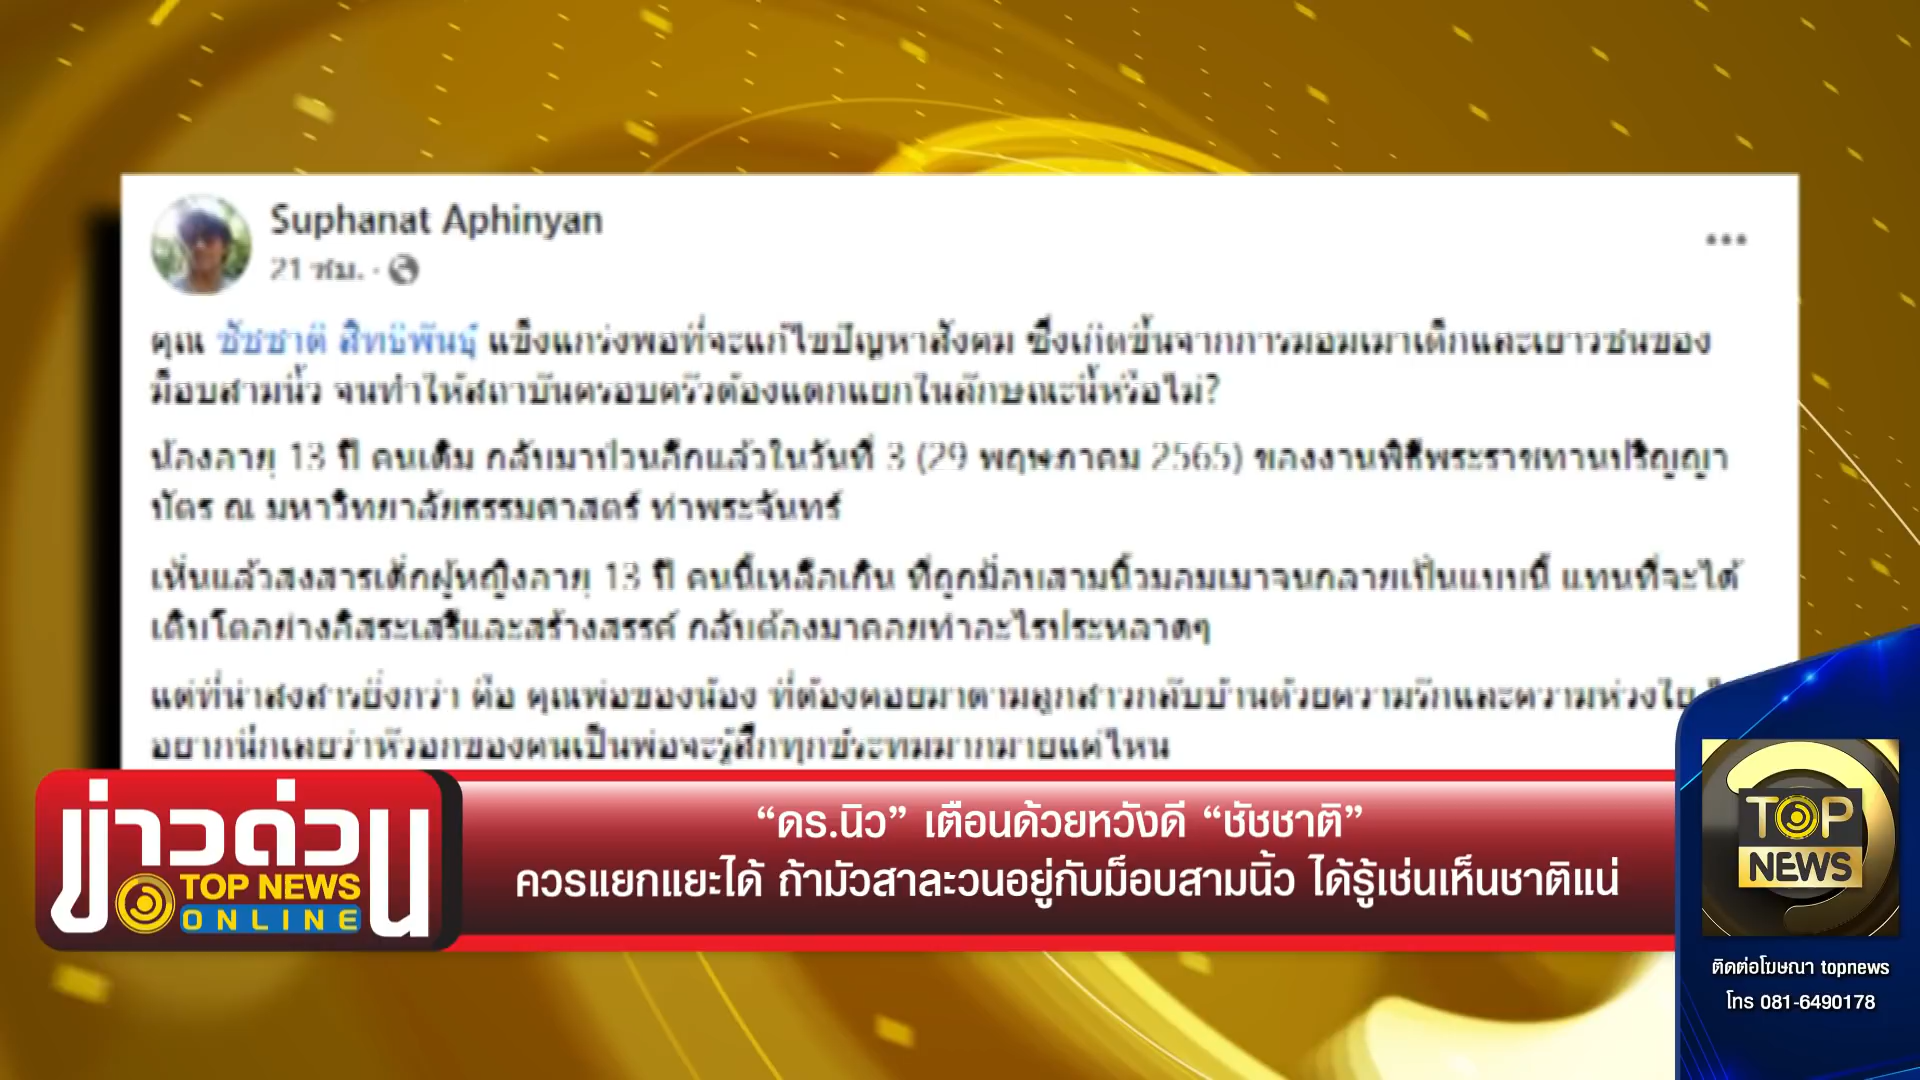 Suphanat Aphinyan
21 ชม.
คุณ ชัชชาติ สิทธิพันธุ์ แข็งแกร่งพอที่จะแก้ไขปัญหาสังคม ซึ่งเกิดขึ้นจากการมอมเมาเด็กและเยาวชนของ
ม็อบสามนิ้ว จนทำให้สถาบันครอบครัวต้องแตกแยกในลักษณะนี้หรือไม่?
น้องอายุ 13 ปี คนเดิม กลับมาป่วนอีกแล้วในวันที่ 3 (29 พฤษภาคม 2565) ของงานพิธีพระราชทานปริญญา
บัตร ณ มหาวิทยาลัยธรรมศาสตร์ ท่าพระจันทร์
เห็นแล้วสงสารเด็กผู้หญิงอายุ 13 ปี คนนี้เหลือเกิน ที่ถูกม็อบสามนิ้วมอมเมาจนกลายเป็นแบบนี้ แทนที่จะได้
เติบโตอย่างอิสระเสรีและสร้างสรรค์ กลับต้องมาคอยทำอะไรประหลาดๆ
แต่ที่น่าสงสารยิ่งกว่า คือ คุณพ่อของน้อง ที่ต้องคอยมาตามลูกสาวกลับบ้านด้วยความรักและความห่วงใย
อยากนึกเลยว่าหัวอกของคนเป็นพ่อจะรู้สึกทุกข์ระทมมากมายแค่ไหน
ข่าวด่วน
TOP NEWS
ONLINE
“ดร.นิว” เตือนด้วยหวังดี “ชัชชาติ”
ควรแยกแยะได้ ถ้ามัวสาละวนอยู่กับม็อบสามนิ้ว ได้รู้เช่นเห็นชาติแน่
TOP
NEWS
ติดต่อโฆษณา topnews
โทร 081-6490178